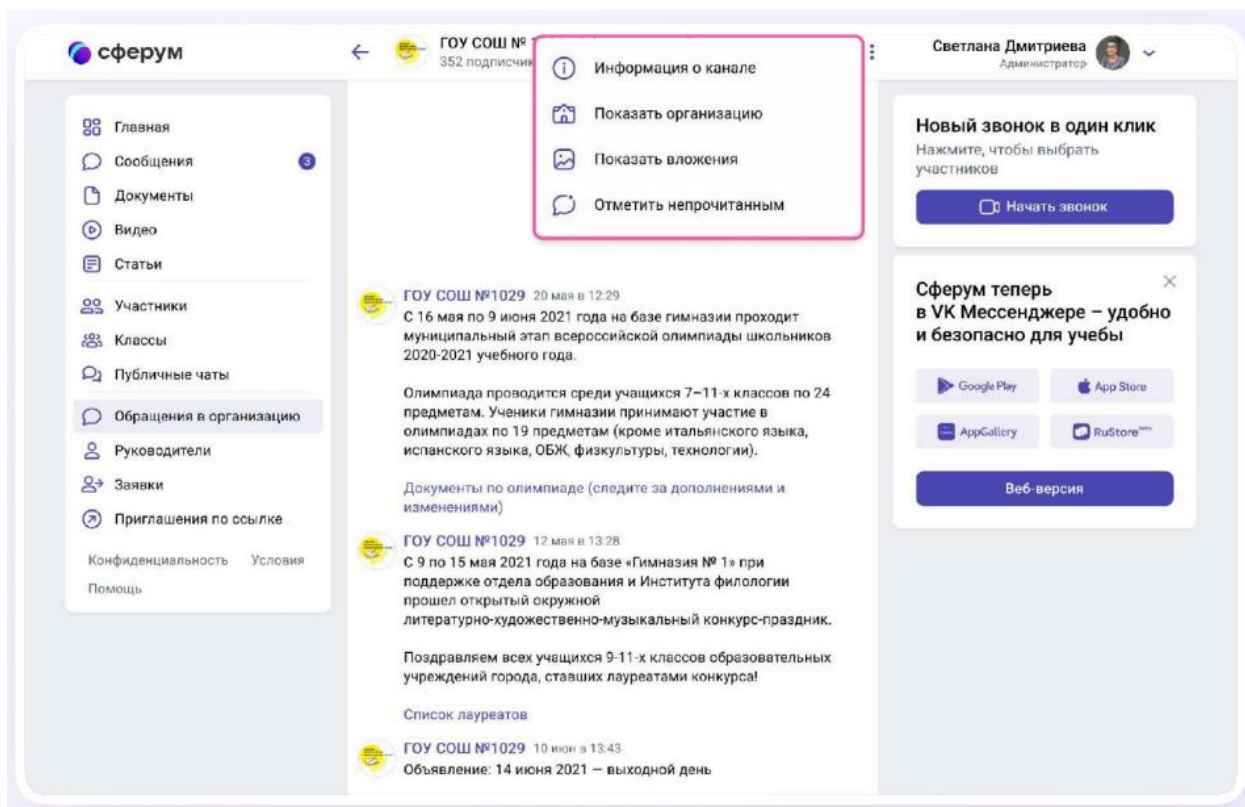 сферум
ГОУ СОШ №
352
Светлана Дмитриева
Администратор
Информация о канале
Показать организацию
Показать вложения
Отметить непрочитанным
Главная
Сообщения 3
Документы
Видео
Статьи
Участники
Классы
Публичные чаты
Обращения в организацию
Руководители
Заявки
Приглашения по ссылке
Конфиденциальность Условия
Помощь
ГОУ СОШ №1029 20 мая в 12:29
С 16 мая по 9 июня 2021 года на базе гимназии проходит
муниципальный этап всероссийской олимпиады школьников
2020-2021 учебного года.
Олимпиада проводится среди учащихся 7–11-х классов по 24
предметам. Ученики гимназии принимают участие в
олимпиадах по 19 предметам (кроме итальянского языка,
испанского языка, ОБЖ, физкультуры, технологии).
Документы по олимпиаде (следите за дополнениями и
изменениями)
ГОУ СОШ №1029 12 мая в 13:28
С 9 по 15 мая 2021 года на базе «Гимназия № 1» при
поддержке отдела образования и Института филологии
прошел открытый окружной
литературно-художественно-музыкальный конкурс-праздник.
Поздравляем всех учащихся 9-11-х классов образовательных
учреждений города, ставших лауреатами конкурса!
Список лауреатов
ГОУ СОШ №1029 10 июн в 13:43
Объявление: 14 июня 2021 — выходной день
Новый звонок в один клик
Нажмите, чтобы выбрать
участников
Начать звонок
Сферум теперь
в VK Мессенджере – удобно
и безопасно для учебы
Google Play
App Store
AppGallery
RuStore
Веб-версия